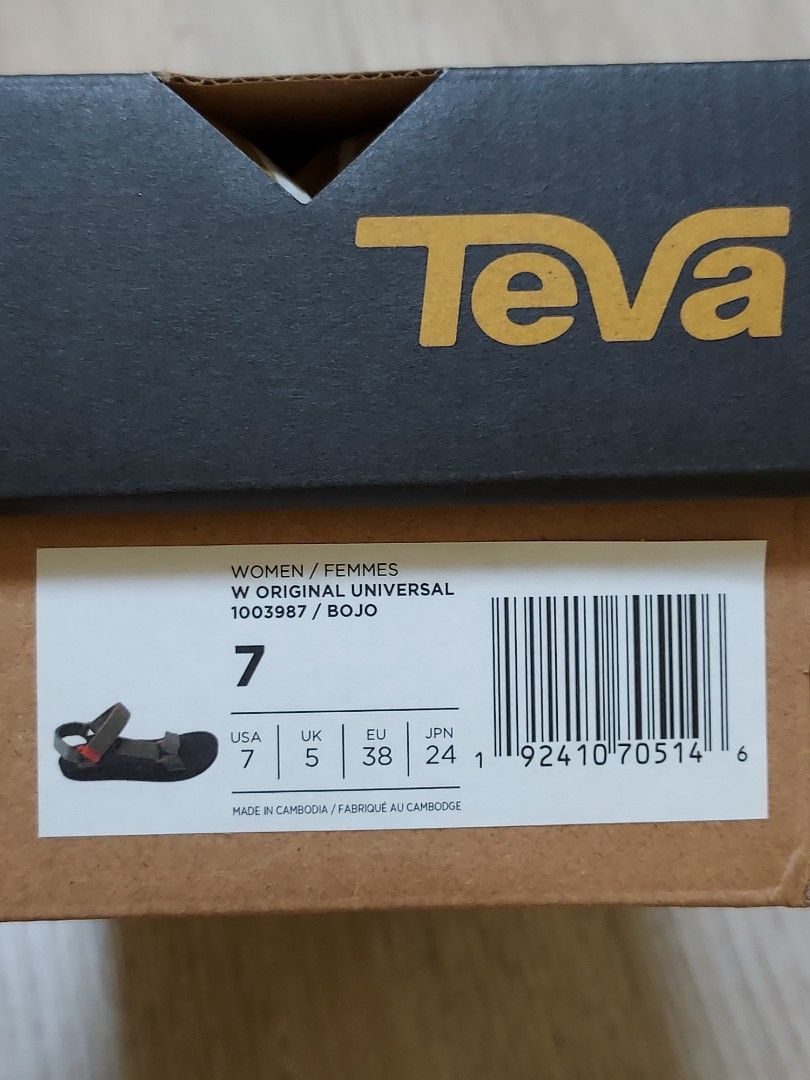 Teva
WOMEN / FEMMES
W ORIGINAL UNIVERSAL
1003987 / BOJO
7
USA UK EU JPN
7 5 38 24
MADE IN CAMBODIA / FABRIQUÉ AU CAMBODGE
1 92410 70514 6